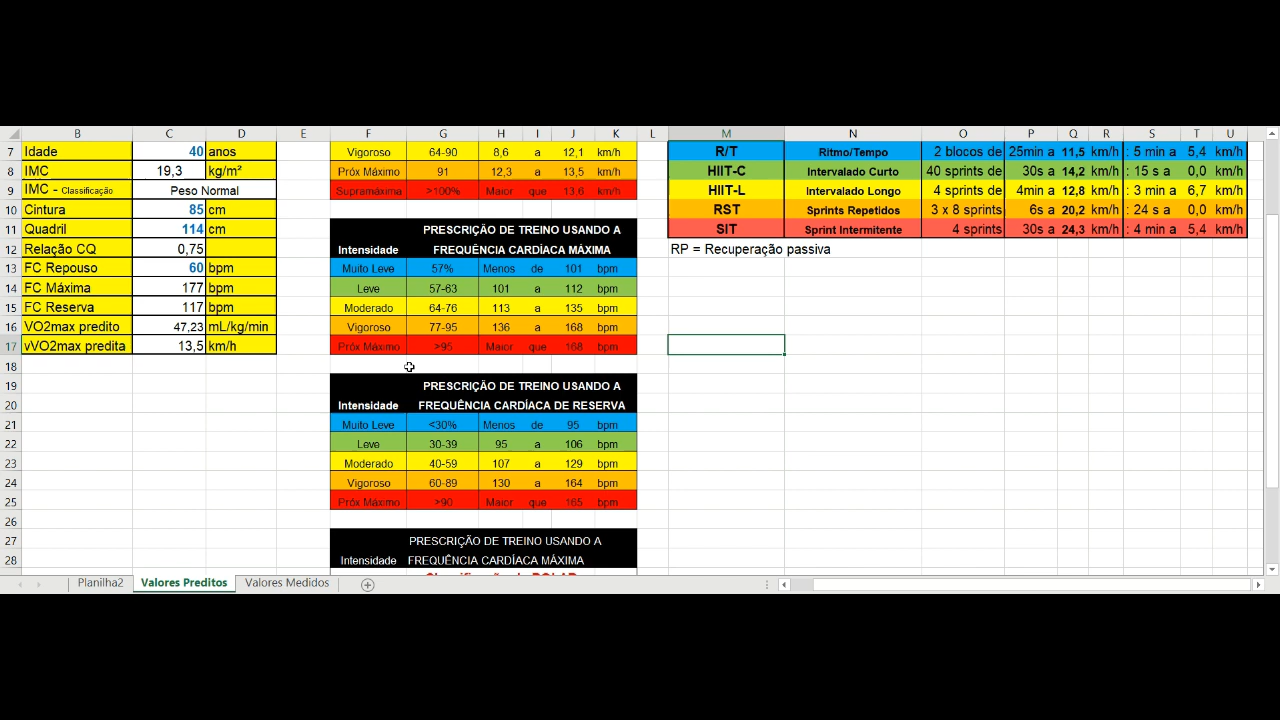 B C D E F G H I J K L M N O P Q R S T U
7 Idade 40 anos Vigoroso 64-90 8,6 a 12,1 km/h R/T Ritmo/Tempo 2 blocos de 25min a 11,5 km/h : 5 min a 5,4 km/h
8 IMC 19,3 kg/m² Próx Máximo 91 12,3 a 13,5 km/h HIIT-C Intervalado Curto 40 sprints de 30s a 14,2 km/h : 15 s a 0,0 km/h
9 IMC - Classificação Peso Normal Supramáxima >100% Maior que 13,6 km/h HIIT-L Intervalado Longo 4 sprints de 4min a 12,8 km/h : 3 min a 6,7 km/h
10 Cintura 85 cm RST Sprints Repetidos 3 x 8 sprints 6s a 20,2 km/h : 24 s a 0,0 km/h
11 Quadril 114 cm PRESCRIÇÃO DE TREINO USANDO A SIT Sprint Intermitente 4 sprints 30s a 24,3 km/h : 4 min a 5,4 km/h
12 Relação CQ 0,75 Intensidade FREQUÊNCIA CARDÍACA MÁXIMA RP = Recuperação passiva
13 FC Repouso 60 bpm Muito Leve 57% Menos de 101 bpm
14 FC Máxima 177 bpm Leve 57-63 101 a 112 bpm
15 FC Reserva 117 bpm Moderado 64-76 113 a 135 bpm
16 VO2max predito 47,23 mL/kg/min Vigoroso 77-95 136 a 168 bpm
17 vVO2max predita 13,5 km/h Próx Máximo >95 Maior que 168 bpm
18
19 PRESCRIÇÃO DE TREINO USANDO A
20 Intensidade FREQUÊNCIA CARDÍACA DE RESERVA
21 Muito Leve <30% Menos de 95 bpm
22 Leve 30-39 95 a 106 bpm
23 Moderado 40-59 107 a 129 bpm
24 Vigoroso 60-89 130 a 164 bpm
25 Próx Máximo >90 Maior que 165 bpm
26
27 PRESCRIÇÃO DE TREINO USANDO A
28 Intensidade FREQUÊNCIA CARDÍACA MÁXIMA
Planilha2 Valores Preditos Valores Medidos